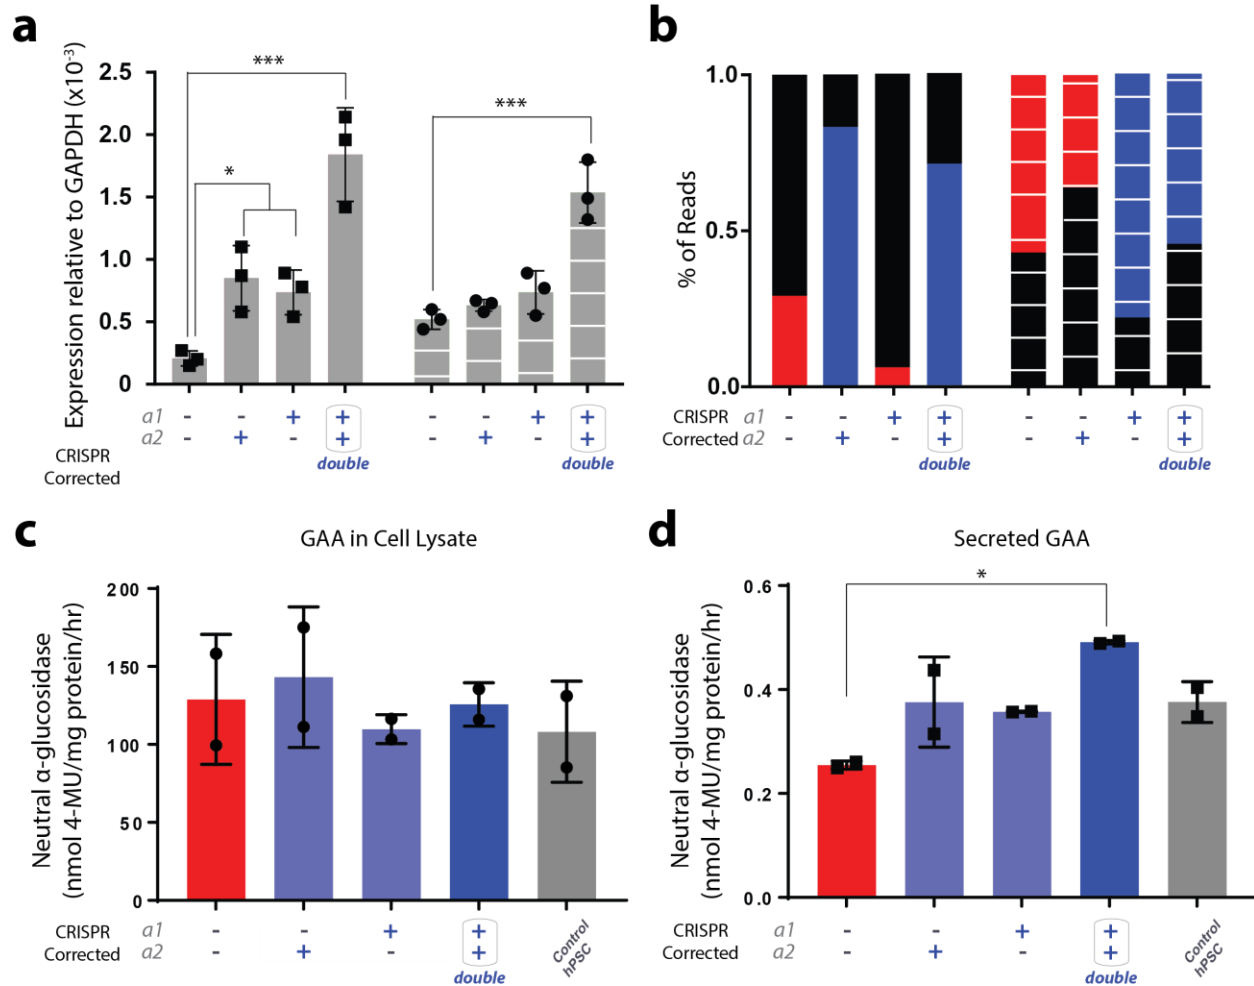 a
Expression relative to GAPDH (x10⁻³)
2.5
2.0
1.5
1.0
0.5
0
***
*
***
a1 - - + + - - + +
a2 - + - + - + - +
CRISPR
Corrected
double double
b
% of Reads
1.0
0.5
0.0
CRISPR a1 - - + + - - + +
Corrected a2 - + - + - + - +
double double
c
GAA in Cell Lysate
Neutral α-glucosidase
(nmol 4-MU/mg protein/hr)
200
150
100
50
0
CRISPR a1 - - + +
Corrected a2 - + - +
double
Control
hPSC
d
Secreted GAA
Neutral α-glucosidase
(nmol 4-MU/mg protein/hr)
0.6
0.4
0.2
0.0
*
CRISPR a1 - - + +
Corrected a2 - + - +
double
Control
hPSC